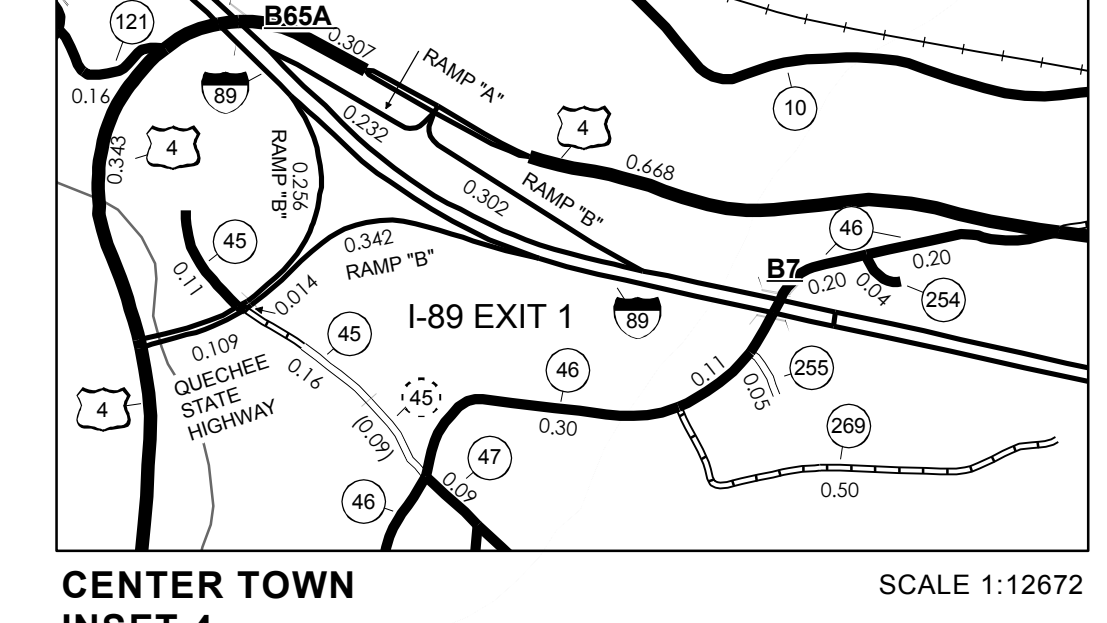 B65A
121
0.307
RAMP "A"
0.16
89
10
4
0.232
4
0.343
RAMP "B"
0.256
0.668
0.302
RAMP "B"
45
46
0.342
RAMP "B"
0.11
B7
0.20
0.20
0.04
254
0.014
I-89 EXIT 1
89
45
0.109
0.16
46
0.11
255
0.05
QUECHEE
STATE
HIGHWAY
4
45
(0.09)
0.30
269
47
0.09
46
0.50
CENTER TOWN
SCALE 1:12672
INSET 4